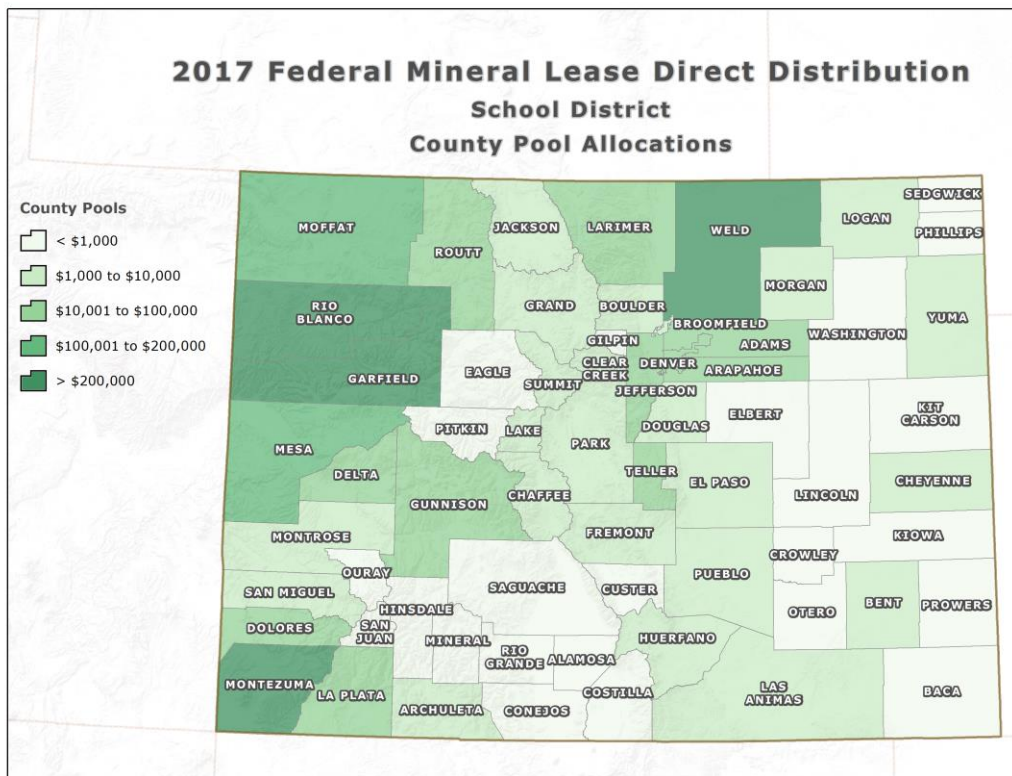 2017 Federal Mineral Lease Direct Distribution
School District
County Pool Allocations
County Pools
< $1,000
$1,000 to $10,000
$10,001 to $100,000
$100,001 to $200,000
> $200,000
MOFFAT
ROUTT
JACKSON
LARIMER
WELD
LOGAN
SEDGWICK
PHILLIPS
MORGAN
GRAND
BOULDER
RIO
BLANCO
GARFIELD
EAGLE
GILPIN
CLEAR
CREEK
SUMMIT
BROOMFIELD
ADAMS
DENVER
ARAPAHOE
JEFFERSON
WASHINGTON
YUMA
PITKIN
LAKE
PARK
DOUGLAS
ELBERT
KIT
CARSON
MESA
DELTA
GUNNISON
CHAFFEE
TELLER
EL PASO
LINCOLN
CHEYENNE
MONTROSE
FREMONT
CROWLEY
KIOWA
OURAY
SAGUACHE
CUSTER
PUEBLO
SAN MIGUEL
HINSDALE
OTERO
BENT
PROWERS
DOLORES
SAN
JUAN
MINERAL
RIO
GRANDE
ALAMOSA
HUERFANO
MONTEZUMA
LA PLATA
ARCHULETA
CONEJOS
COSTILLA
LAS
ANIMAS
BACA